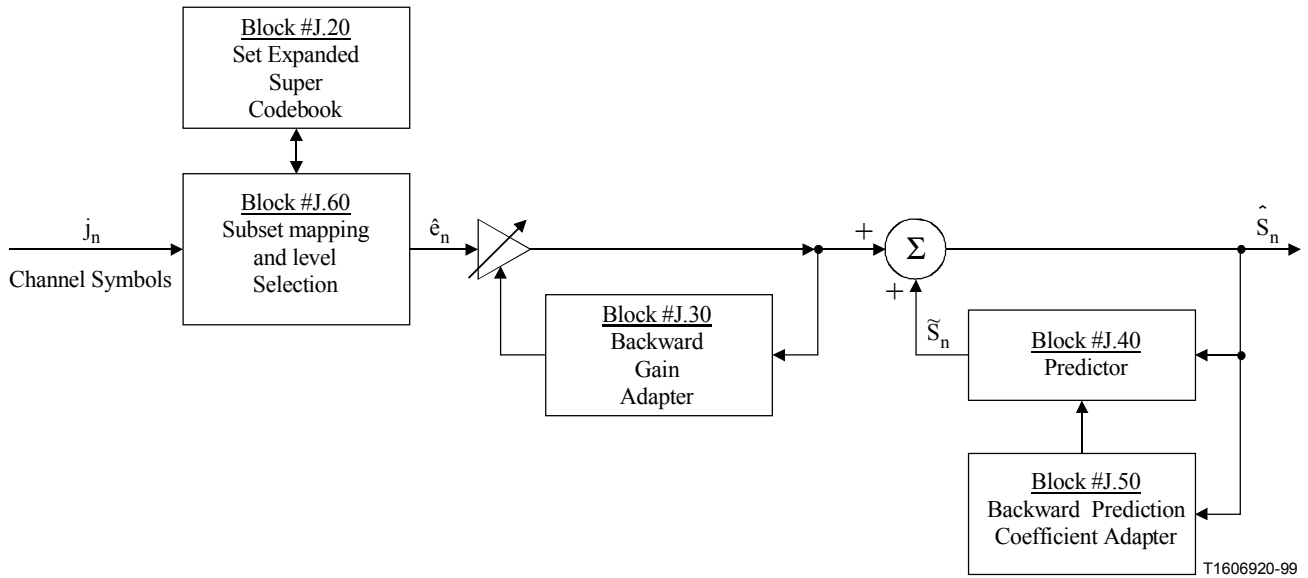 Block #J.20
Set Expanded
Super
Codebook
Block #J.60
Subset mapping
and level
Selection
jn
Channel Symbols
ên
+
Σ
+
Ŝn
S̃n
Block #J.30
Backward
Gain
Adapter
Block #J.40
Predictor
Block #J.50
Backward Prediction
Coefficient Adapter
T1606920-99